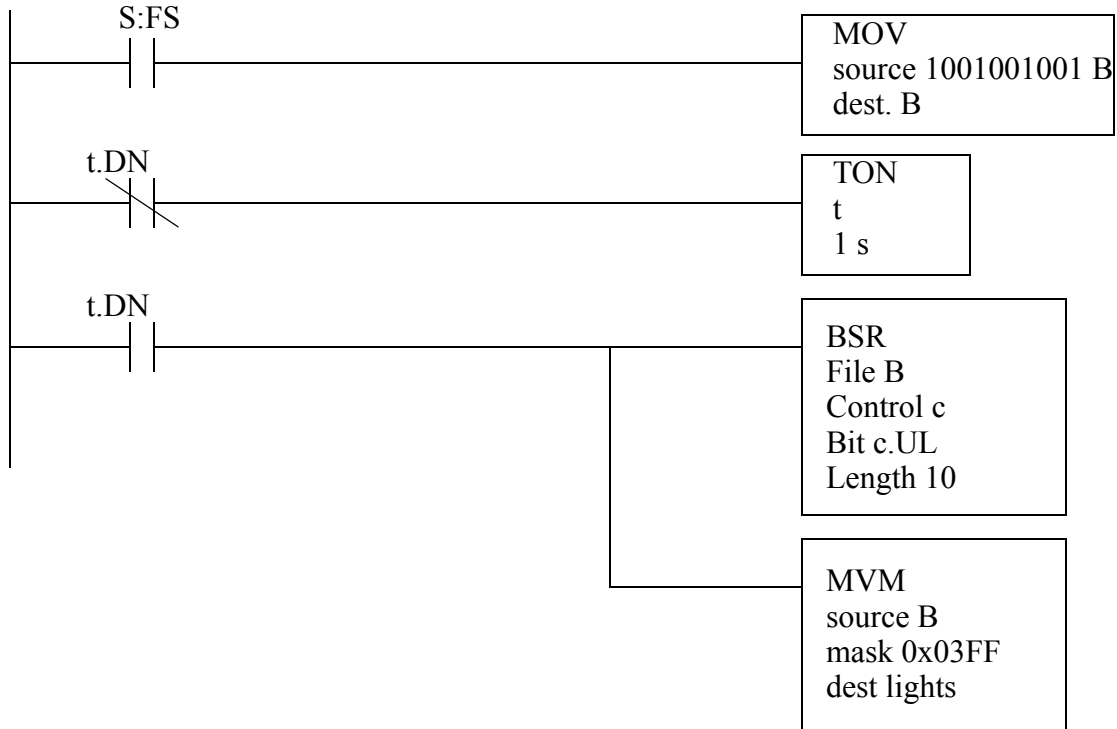 S:FS
MOV
source 1001001001 B
dest. B
t.DN
TON
t
1 s
t.DN
BSR
File B
Control c
Bit c.UL
Length 10
MVM
source B
mask 0x03FF
dest lights